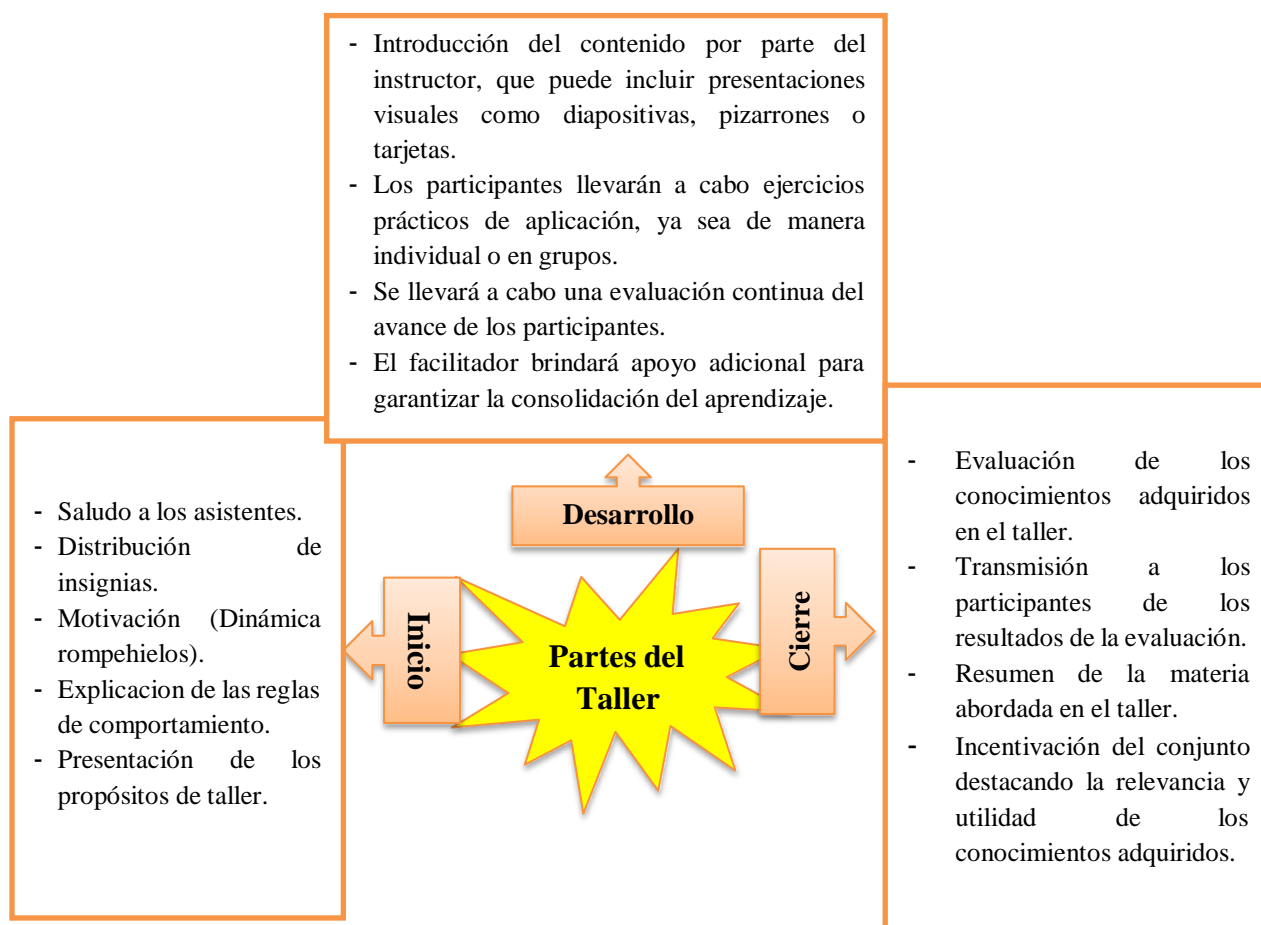 - Introducción del contenido por parte del
instructor, que puede incluir presentaciones
visuales como diapositivas, pizarrones o
tarjetas.
- Los participantes llevarán a cabo ejercicios
prácticos de aplicación, ya sea de manera
individual o en grupos.
- Se llevará a cabo una evaluación continua del
avance de los participantes.
- El facilitador brindará apoyo adicional para
garantizar la consolidación del aprendizaje.
- Saludo a los asistentes.
- Distribución de
insignias.
- Motivación (Dinámica
rompehielos).
- Explicacion de las reglas
de comportamiento.
- Presentación de los
propósitos de taller.
Desarrollo
Inicio
Partes del
Taller
Cierre
- Evaluación de los
conocimientos adquiridos
en el taller.
- Transmisión a los
participantes de los
resultados de la evaluación.
- Resumen de la materia
abordada en el taller.
- Incentivación del conjunto
destacando la relevancia y
utilidad de los
conocimientos adquiridos.